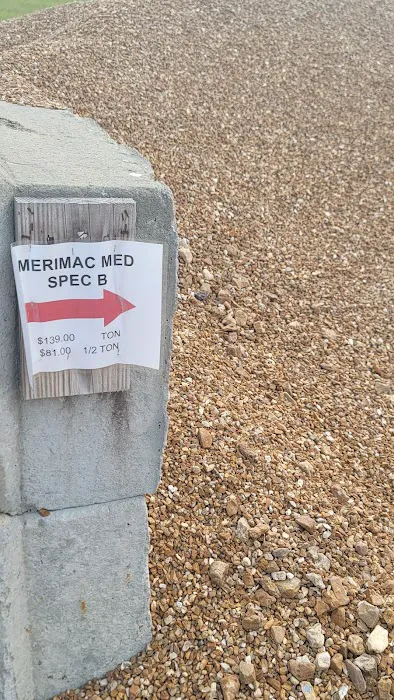 MERIMAC MED
SPEC B
$139.00 TON
$81.00 1/2 TON